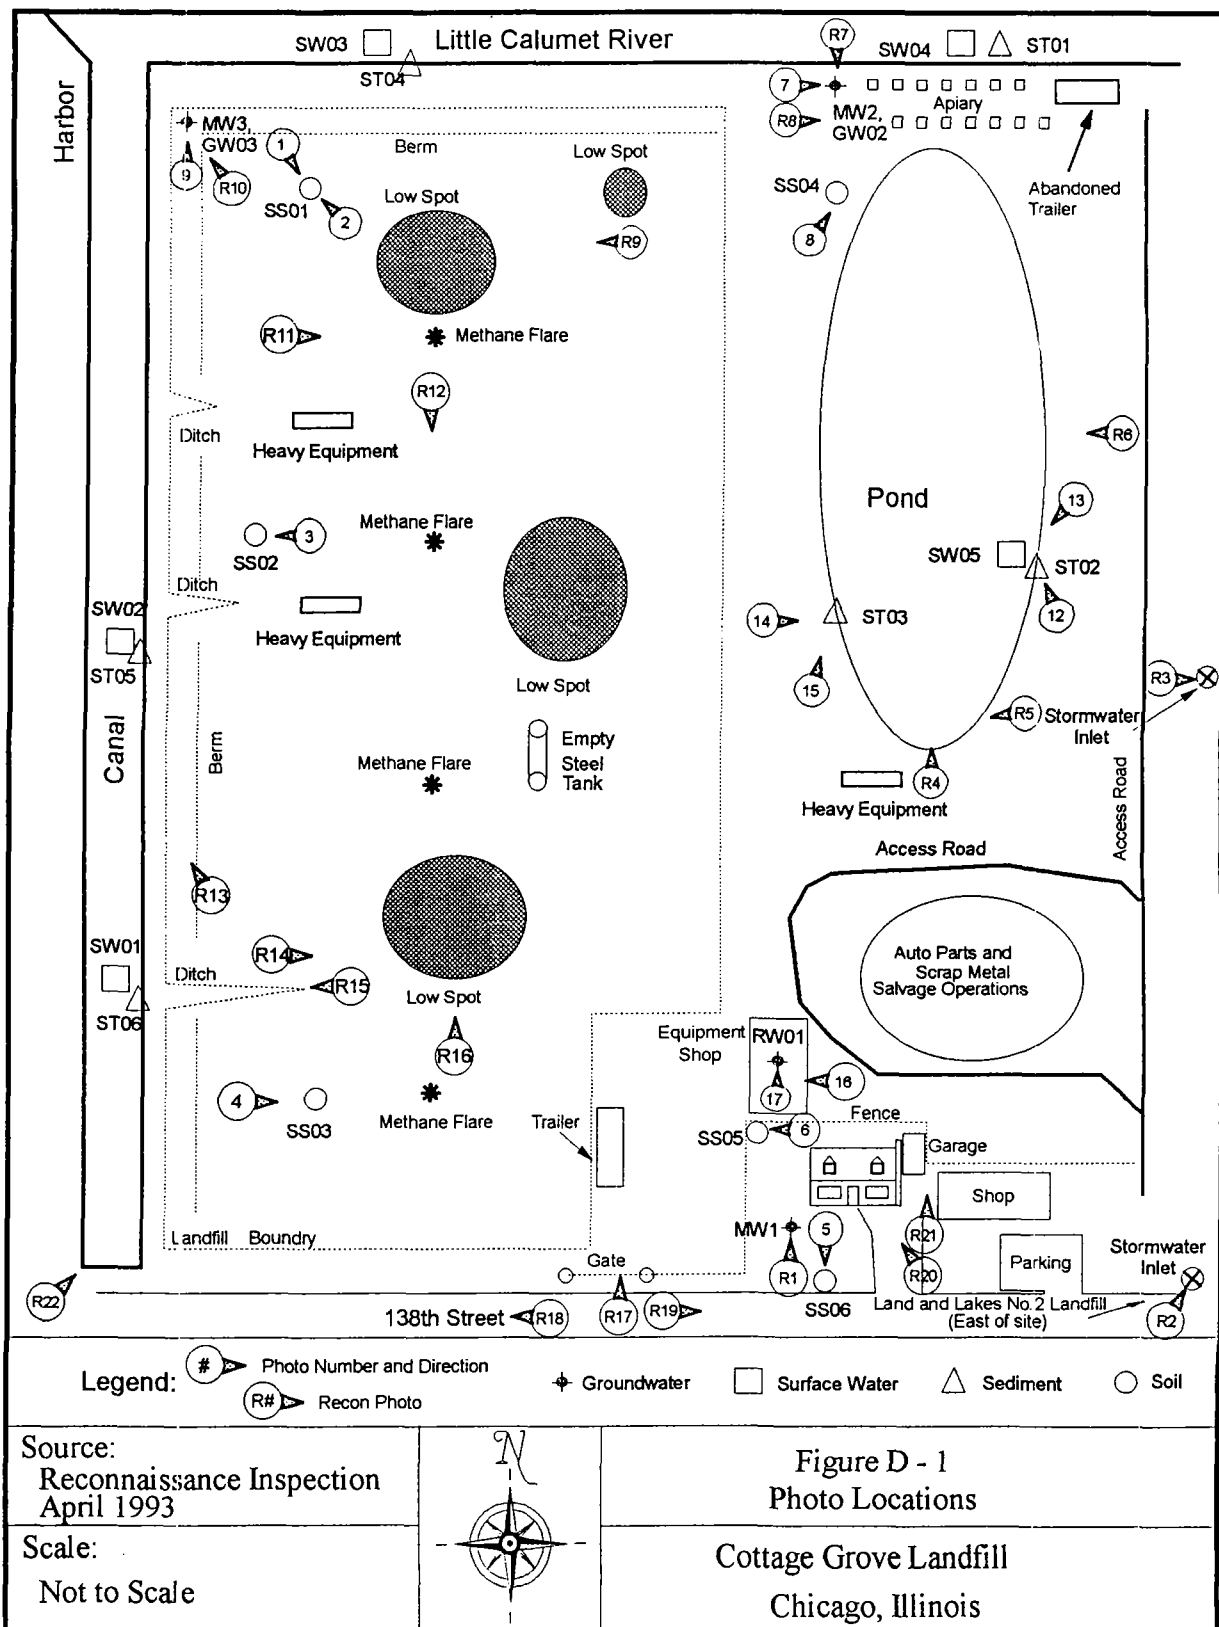 SW03
Little Calumet River
R7
SW04
ST01
ST04
Harbor
7
Apiary
MW3,
GW03
1
Berm
R8
MW2,
GW02
Low Spot
9
R10
SS01
2
Low Spot
SS04
Abandoned
Trailer
8
R9
R11
Methane Flare
R12
Ditch
Heavy Equipment
R6
Pond
13
Methane Flare
3
SS02
SW05
ST02
Ditch
SW02
12
Heavy Equipment
14
ST03
ST05
R3
15
Low Spot
R5
Stormwater
Inlet
Canal
Berm
Empty
Steel
Tank
Methane Flare
R4
Heavy Equipment
Access Road
Access Road
R13
SW01
R14
Auto Parts and
Scrap Metal
Salvage Operations
Ditch
R15
Low Spot
ST06
Equipment
Shop
RW01
R16
16
17
4
SS03
Methane Flare
Trailer
Fence
SS05
6
Garage
Shop
MW1
5
R21
Landfill Boundry
Gate
Parking
Stormwater
Inlet
R1
R20
SS06
R22
138th Street
R18
R17
R19
Land and Lakes No.2 Landfill
(East of site)
R2
Legend:
# Photo Number and Direction
R# Recon Photo
Groundwater
Surface Water
Sediment
Soil
Source:
Reconnaissance Inspection
April 1993
N
Figure D - 1
Photo Locations
Scale:
Not to Scale
Cottage Grove Landfill
Chicago, Illinois